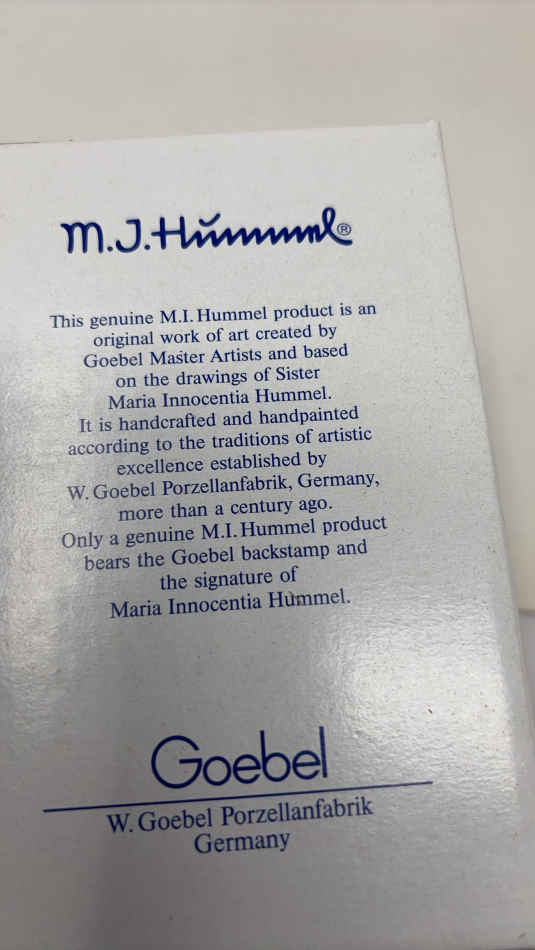 M.J.Hummel®
This genuine M.I. Hummel product is an
original work of art created by
Goebel Master Artists and based
on the drawings of Sister
Maria Innocentia Hummel.
It is handcrafted and handpainted
according to the traditions of artistic
excellence established by
W. Goebel Porzellanfabrik, Germany,
more than a century ago.
Only a genuine M.I. Hummel product
bears the Goebel backstamp and
the signature of
Maria Innocentia Hummel.
Goebel
W. Goebel Porzellanfabrik
Germany